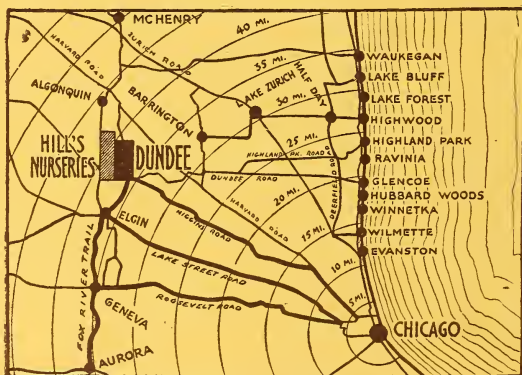 MCHENRY
40 MI.
HARVARD ROAD
ZURICH ROAD
35 MI.
WAUKEGAN
LAKE BLUFF
ALGONQUIN
BARRINGTON
LAKE ZURICH
HALF DAY
30 MI.
LAKE FOREST
HIGHWOOD
HILL'S
NURSERIES
DUNDEE
25 MI.
HIGHLAND PK. ROAD
HIGHLAND PARK
RAVINIA
DUNDEE ROAD
DEERFIELD ROAD
GLENCOE
20 MI.
HUBBARD WOODS
WINNETKA
ELGIN
HIGGINS ROAD
HARVARD ROAD
15 MI.
WILMETTE
EVANSTON
LAKE STREET ROAD
10 MI.
FOX RIVER TRAIL
ROOSEVELT ROAD
5 MI.
GENEVA
CHICAGO
AURORA